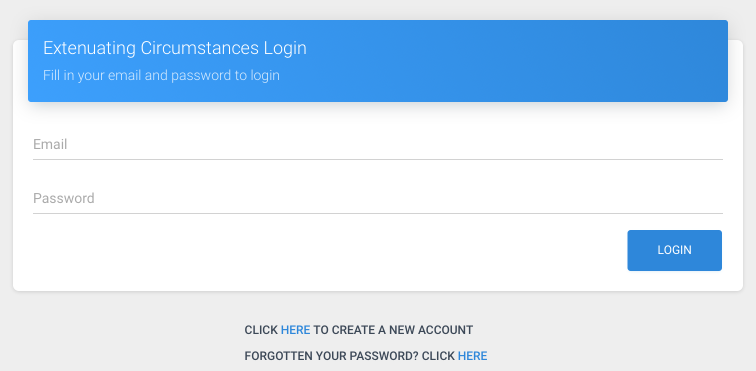 Extenuating Circumstances Login
Fill in your email and password to login
Email
Password
LOGIN
CLICK HERE TO CREATE A NEW ACCOUNT
FORGOTTEN YOUR PASSWORD? CLICK HERE